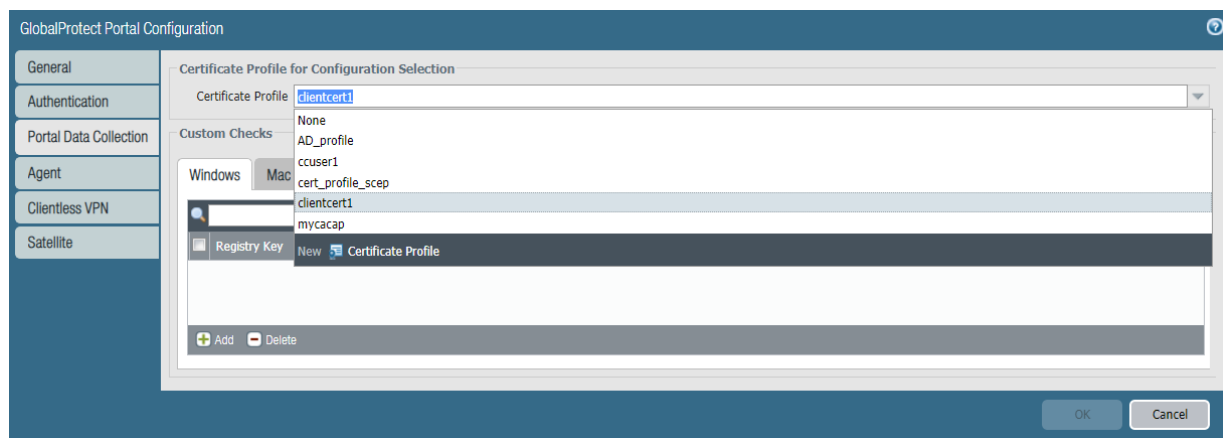 GlobalProtect Portal Configuration
General
Authentication
Portal Data Collection
Agent
Clientless VPN
Satellite
Certificate Profile for Configuration Selection
Certificate Profile clientcert1
None
AD_profile
ccuser1
cert_profile_scep
clientcert1
mycacap
New Certificate Profile
Custom Checks
Windows Mac
Registry Key
Add Delete
OK Cancel